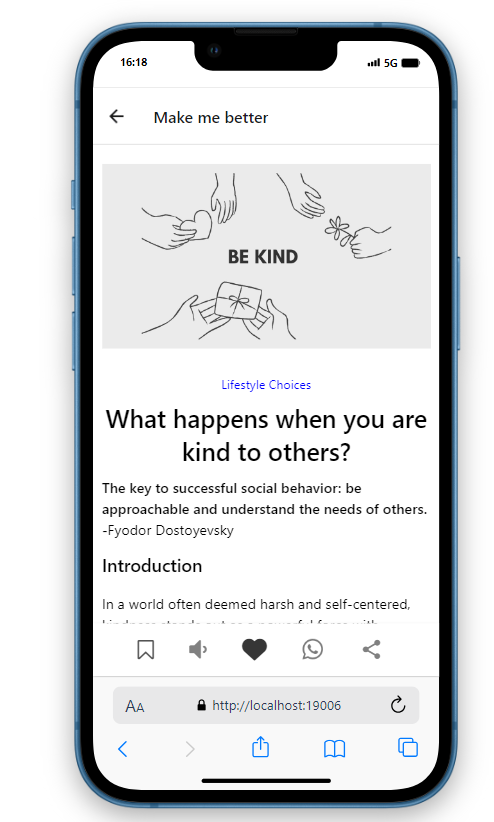 16:18
5G
Make me better
BE KIND
Lifestyle Choices
What happens when you are
kind to others?
The key to successful social behavior: be
approachable and understand the needs of others.
-Fyodor Dostoyevsky
Introduction
In a world often deemed harsh and self-centered,
AA
http://localhost:19006